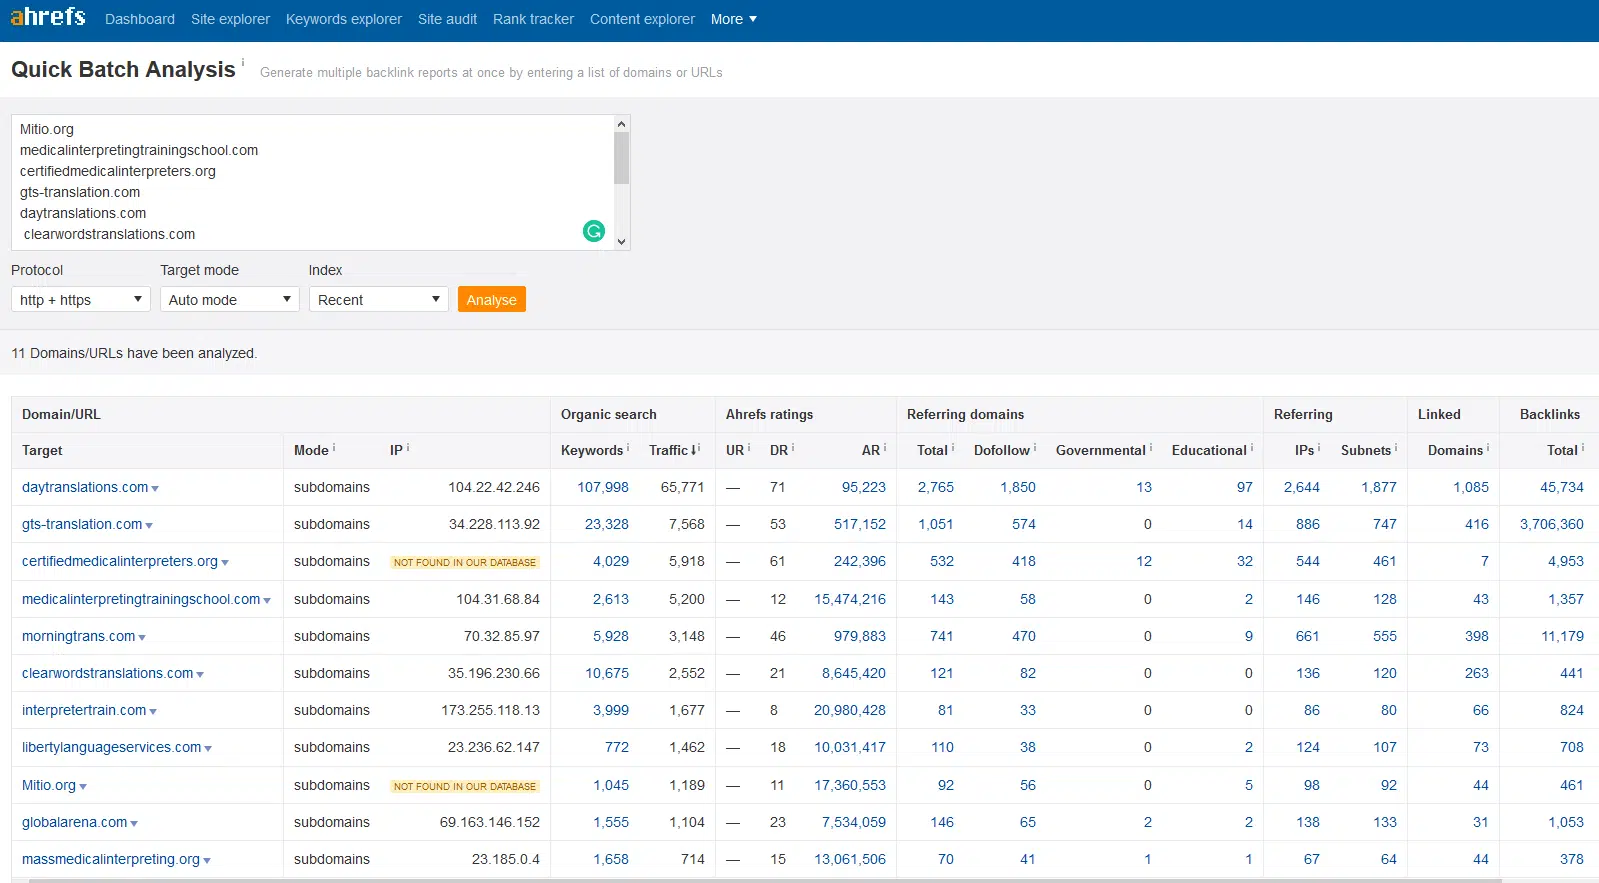 ahrefs Dashboard Site explorer Keywords explorer Site audit Rank tracker Content explorer More
Quick Batch Analysis i Generate multiple backlink reports at once by entering a list of domains or URLs
Mitio.org
medicalinterpretingtrainingschool.com
certifiedmedicalinterpreters.org
gts-translation.com
daytranslations.com
clearwordstranslations.com
Protocol Target mode Index
http + https Auto mode Recent Analyse
11 Domains/URLs have been analyzed.
Domain/URL Organic search Ahrefs ratings Referring domains Referring Linked Backlinks
Target Mode i IP i Keywords i Traffic↓i UR i DR i AR i Total i Dofollow i Governmental i Educational i IPs i Subnets i Domains i Total i
daytranslations.com subdomains 104.22.42.246 107,998 65,771 — 71 95,223 2,765 1,850 13 97 2,644 1,877 1,085 45,734
gts-translation.com subdomains 34.228.113.92 23,328 7,568 — 53 517,152 1,051 574 0 14 886 747 416 3,706,360
certifiedmedicalinterpreters.org subdomains NOT FOUND IN OUR DATABASE 4,029 5,918 — 61 242,396 532 418 12 32 544 461 7 4,953
medicalinterpretingtrainingschool.com subdomains 104.31.68.84 2,613 5,200 — 12 15,474,216 143 58 0 2 146 128 43 1,357
morningtrans.com subdomains 70.32.85.97 5,928 3,148 — 46 979,883 741 470 0 9 661 555 398 11,179
clearwordstranslations.com subdomains 35.196.230.66 10,675 2,552 — 21 8,645,420 121 82 0 0 136 120 263 441
interpretertrain.com subdomains 173.255.118.13 3,999 1,677 — 8 20,980,428 81 33 0 0 86 80 66 824
libertylanguageservices.com subdomains 23.236.62.147 772 1,462 — 18 10,031,417 110 38 0 2 124 107 73 708
Mitio.org subdomains NOT FOUND IN OUR DATABASE 1,045 1,189 — 11 17,360,553 92 56 0 5 98 92 44 461
globalarena.com subdomains 69.163.146.152 1,555 1,104 — 23 7,534,059 146 65 2 2 138 133 31 1,053
massmedicalinterpreting.org subdomains 23.185.0.4 1,658 714 — 15 13,061,506 70 41 1 1 67 64 44 378